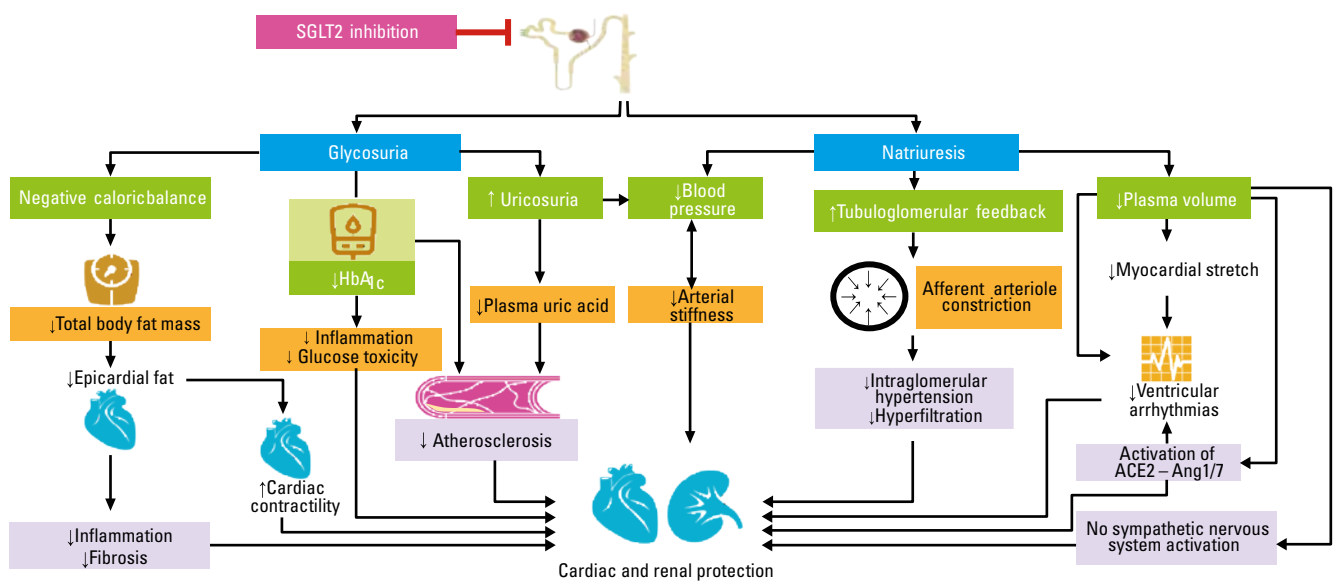 SGLT2 inhibition
Glycosuria
Natriuresis
Negative caloricbalance
↑ Uricosuria
↓Blood
pressure
↑Tubuloglomerular feedback
↓Plasma volume
↓HbA1c
↓Myocardial stretch
↓Total body fat mass
↓Plasma uric acid
↓Arterial
stiffness
Afferent arteriole
constriction
↓ Inflammation
↓ Glucose toxicity
↓Epicardial fat
↓Intraglomerular
hypertension
↓Hyperfiltration
↓Ventricular
arrhythmias
↓ Atherosclerosis
Activation of
ACE2 – Ang1/7
↑Cardiac
contractility
↓Inflammation
↓Fibrosis
No sympathetic nervous
system activation
Cardiac and renal protection